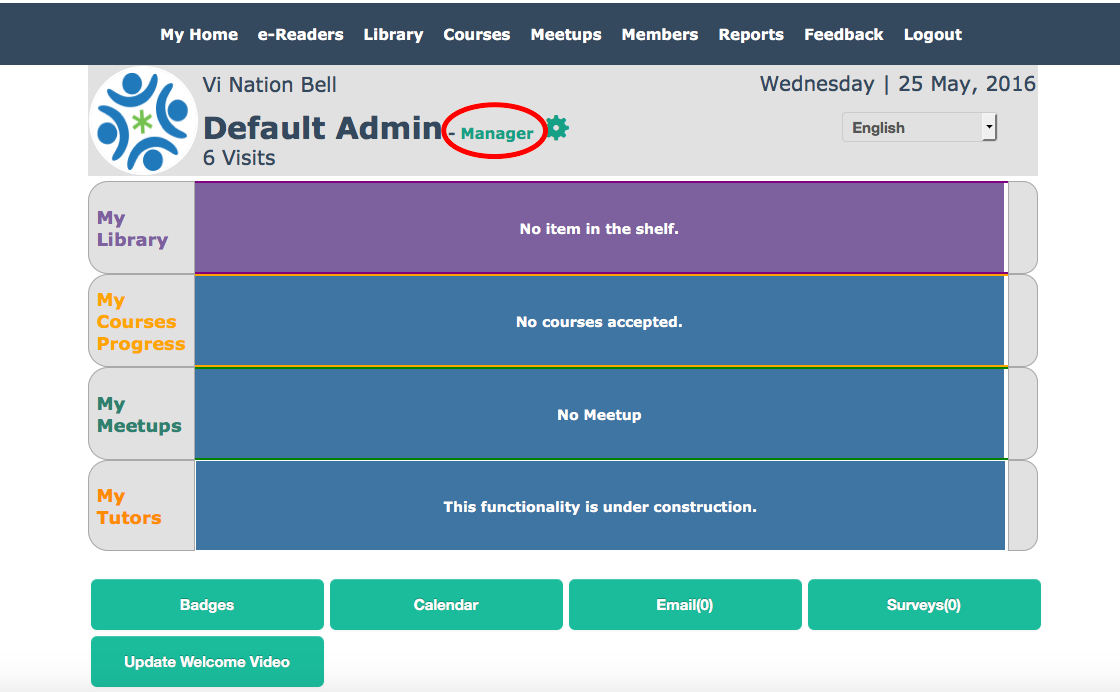 My Home e-Readers Library Courses Meetups Members Reports Feedback Logout
Vi Nation Bell
Wednesday | 25 May, 2016
Default Admin - Manager
English
6 Visits
My
Library
No item in the shelf.
My
Courses
Progress
No courses accepted.
My
Meetups
No Meetup
My
Tutors
This functionality is under construction.
Badges
Calendar
Email(0)
Surveys(0)
Update Welcome Video